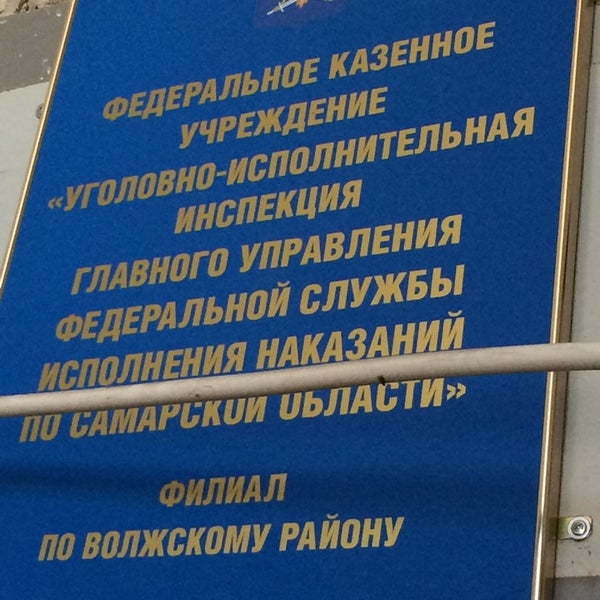 ФЕДЕРАЛЬНОЕ КАЗЕННОЕ
УЧРЕЖДЕНИЕ
«УГОЛОВНО-ИСПОЛНИТЕЛЬНАЯ
ИНСПЕКЦИЯ
ГЛАВНОГО УПРАВЛЕНИЯ
ФЕДЕРАЛЬНОЙ СЛУЖБЫ
ИСПОЛНЕНИЯ НАКАЗАНИЙ
ПО САМАРСКОЙ ОБЛАСТИ»
ФИЛИАЛ
ПО ВОЛЖСКОМУ РАЙОНУ